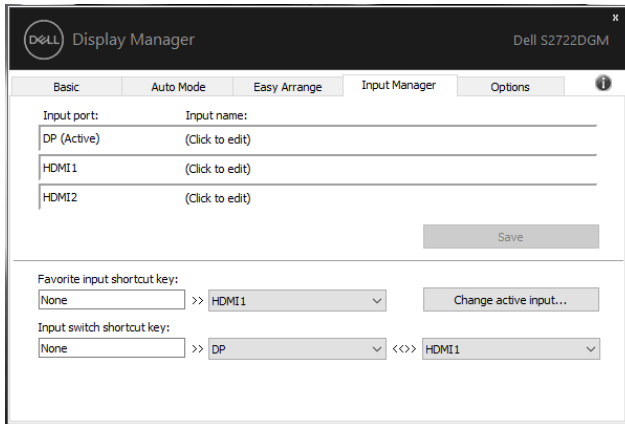 x
DELL Display Manager Dell S2722DGM
Basic Auto Mode Easy Arrange Input Manager Options i
Input port: Input name:
DP (Active) (Click to edit)
HDMI1 (Click to edit)
HDMI2 (Click to edit)
Save
Favorite input shortcut key:
None >> HDMI1 Change active input...
Input switch shortcut key:
None >> DP <<>> HDMI1